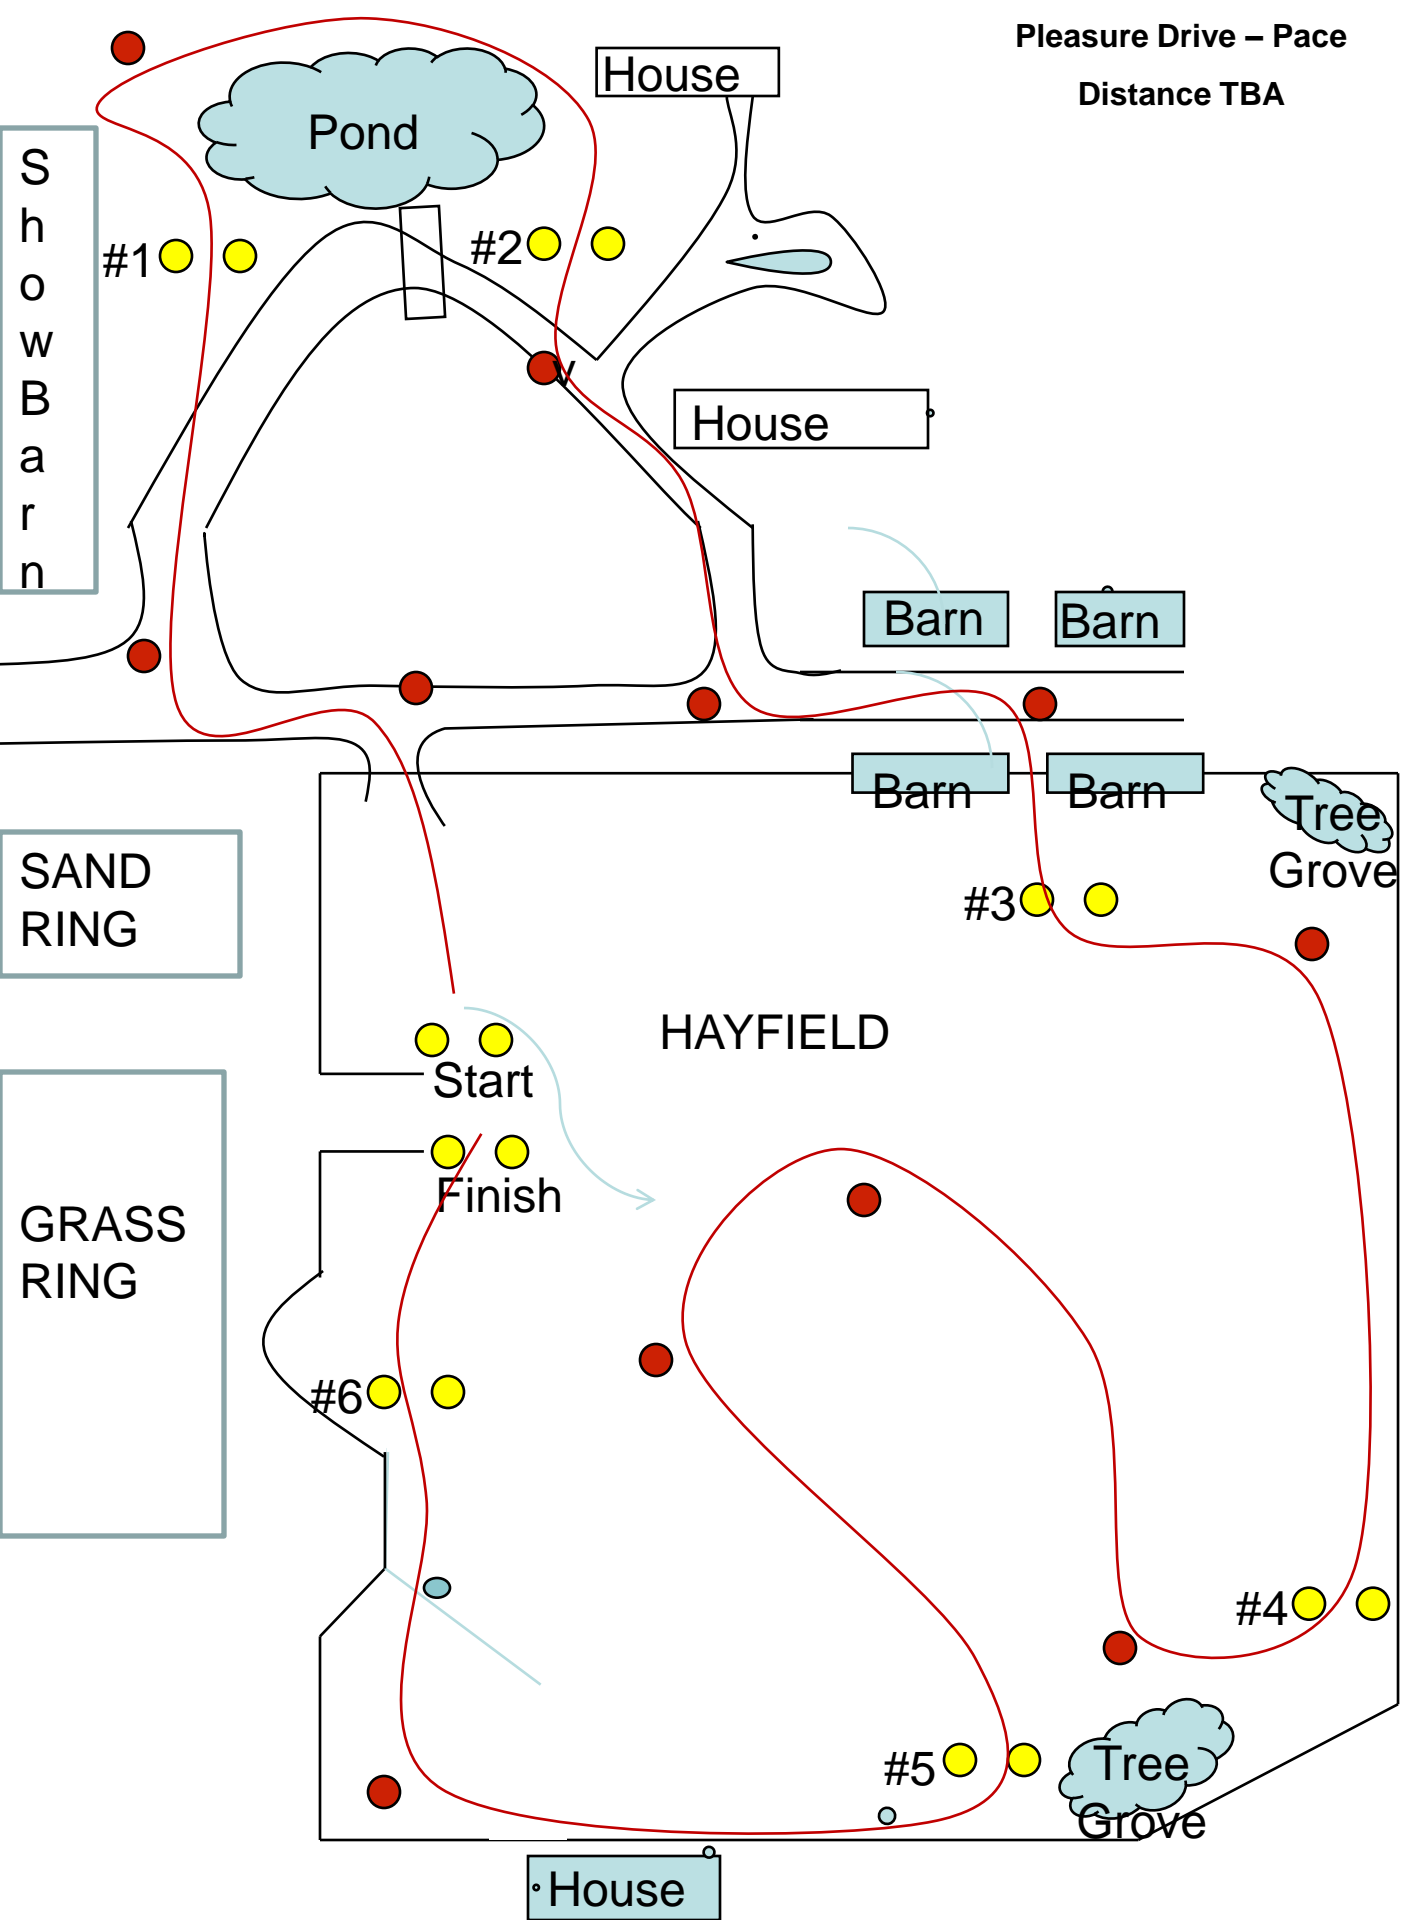 Pleasure Drive – Pace
Distance TBA
House
Pond
S
h
o
w
B
a
r
n
#1
#2
v
House
Barn
Barn
Barn
Barn
Tree
Grove
SAND
RING
#3
HAYFIELD
Start
Finish
GRASS
RING
#6
#4
#5
Tree
Grove
House